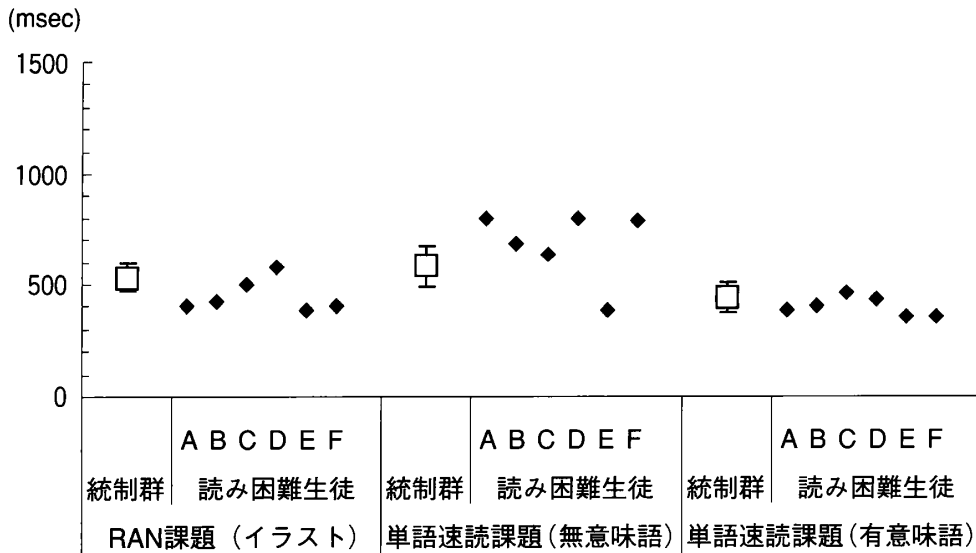 (msec)
1500
1000
500
0
A B C D E F A B C D E F A B C D E F
統制群 読み困難生徒 統制群 読み困難生徒 統制群 読み困難生徒
RAN課題（イラスト） 単語速読課題（無意味語） 単語速読課題（有意味語）